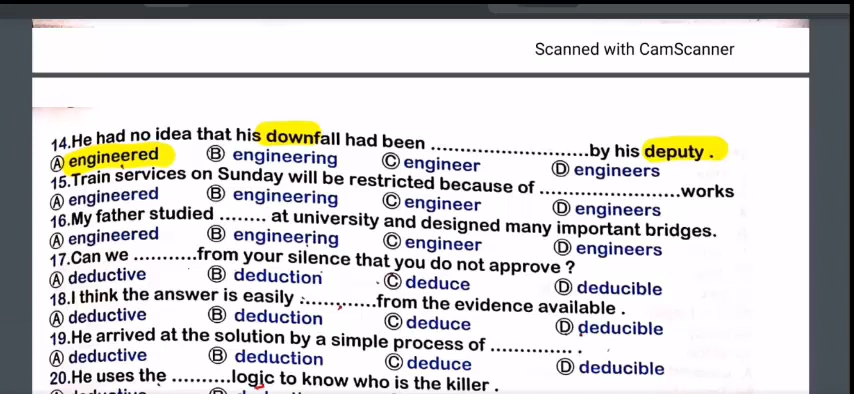 Scanned with CamScanner
14.He had no idea that his downfall had been ..............................by his deputy .
Ⓐ engineered Ⓑ engineering Ⓒ engineer Ⓓ engineers
15.Train services on Sunday will be restricted because of ..........................works
Ⓐ engineered Ⓑ engineering Ⓒ engineer Ⓓ engineers
16.My father studied ........ at university and designed many important bridges.
Ⓐ engineered Ⓑ engineering Ⓒ engineer Ⓓ engineers
17.Can we ...........from your silence that you do not approve ?
Ⓐ deductive Ⓑ deduction Ⓒ deduce Ⓓ deducible
18.I think the answer is easily .............from the evidence available .
Ⓐ deductive Ⓑ deduction Ⓒ deduce Ⓓ deducible
19.He arrived at the solution by a simple process of .............. .
Ⓐ deductive Ⓑ deduction Ⓒ deduce Ⓓ deducible
20.He uses the ..........logic to know who is the killer .